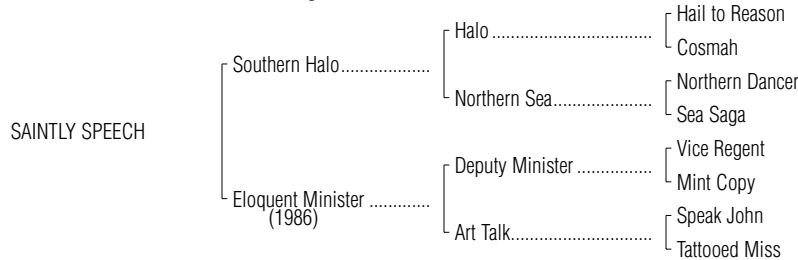 Hail to Reason
Halo ................................
Cosmah
Southern Halo...................
Northern Dancer
Northern Sea...................
Sea Saga
SAINTLY SPEECH
Vice Regent
Deputy Minister ...............
Mint Copy
Eloquent Minister ............
(1986)
Speak John
Art Talk...........................
Tattooed Miss